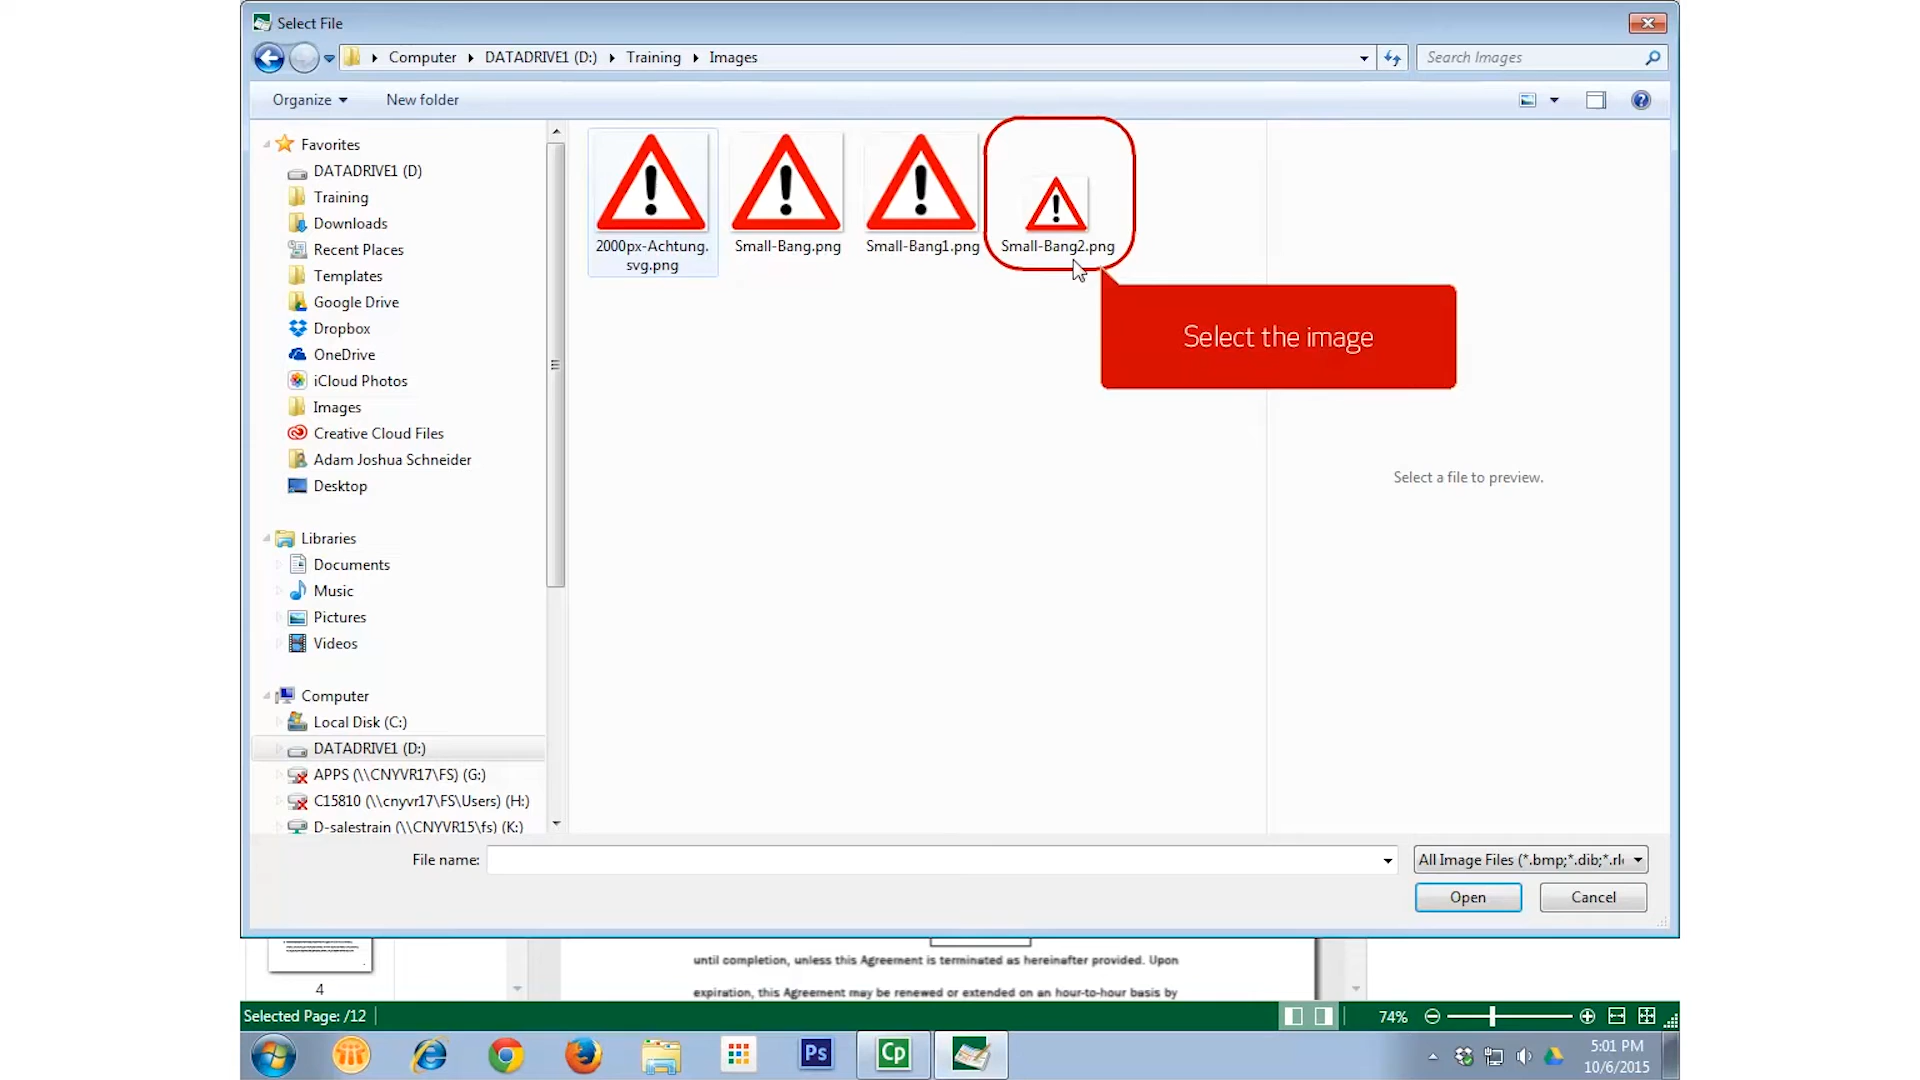 Select File
Computer DATADRIVE1 (D:) Training Images
Search Images
Organize
New folder
Favorites
DATADRIVE1 (D)
Training
Downloads
Recent Places
Templates
Google Drive
Dropbox
OneDrive
iCloud Photos
Images
Creative Cloud Files
Adam Joshua Schneider
Desktop
Libraries
Documents
Music
Pictures
Videos
Computer
Local Disk (C:)
DATADRIVE1 (D:)
APPS (\\CNYVR17\FS) (G:)
C15810 (\\cnyvr17\FS\Users) (H:)
D-salestrain (\\CNYVR15\fs) (K:)
2000px-Achtung.
svg.png
Small-Bang.png
Small-Bang1.png
Small-Bang2.png
Select the image
Select a file to preview.
File name:
All Image Files (*.bmp;*.dib;*.rl
Open
Cancel
4
until completion, unless this Agreement is terminated as hereinafter provided. Upon
expiration, this Agreement may be renewed or extended on an hour-to-hour basis by
Selected Page: /12
74%
Ps
Cp
5:01 PM
10/6/2015